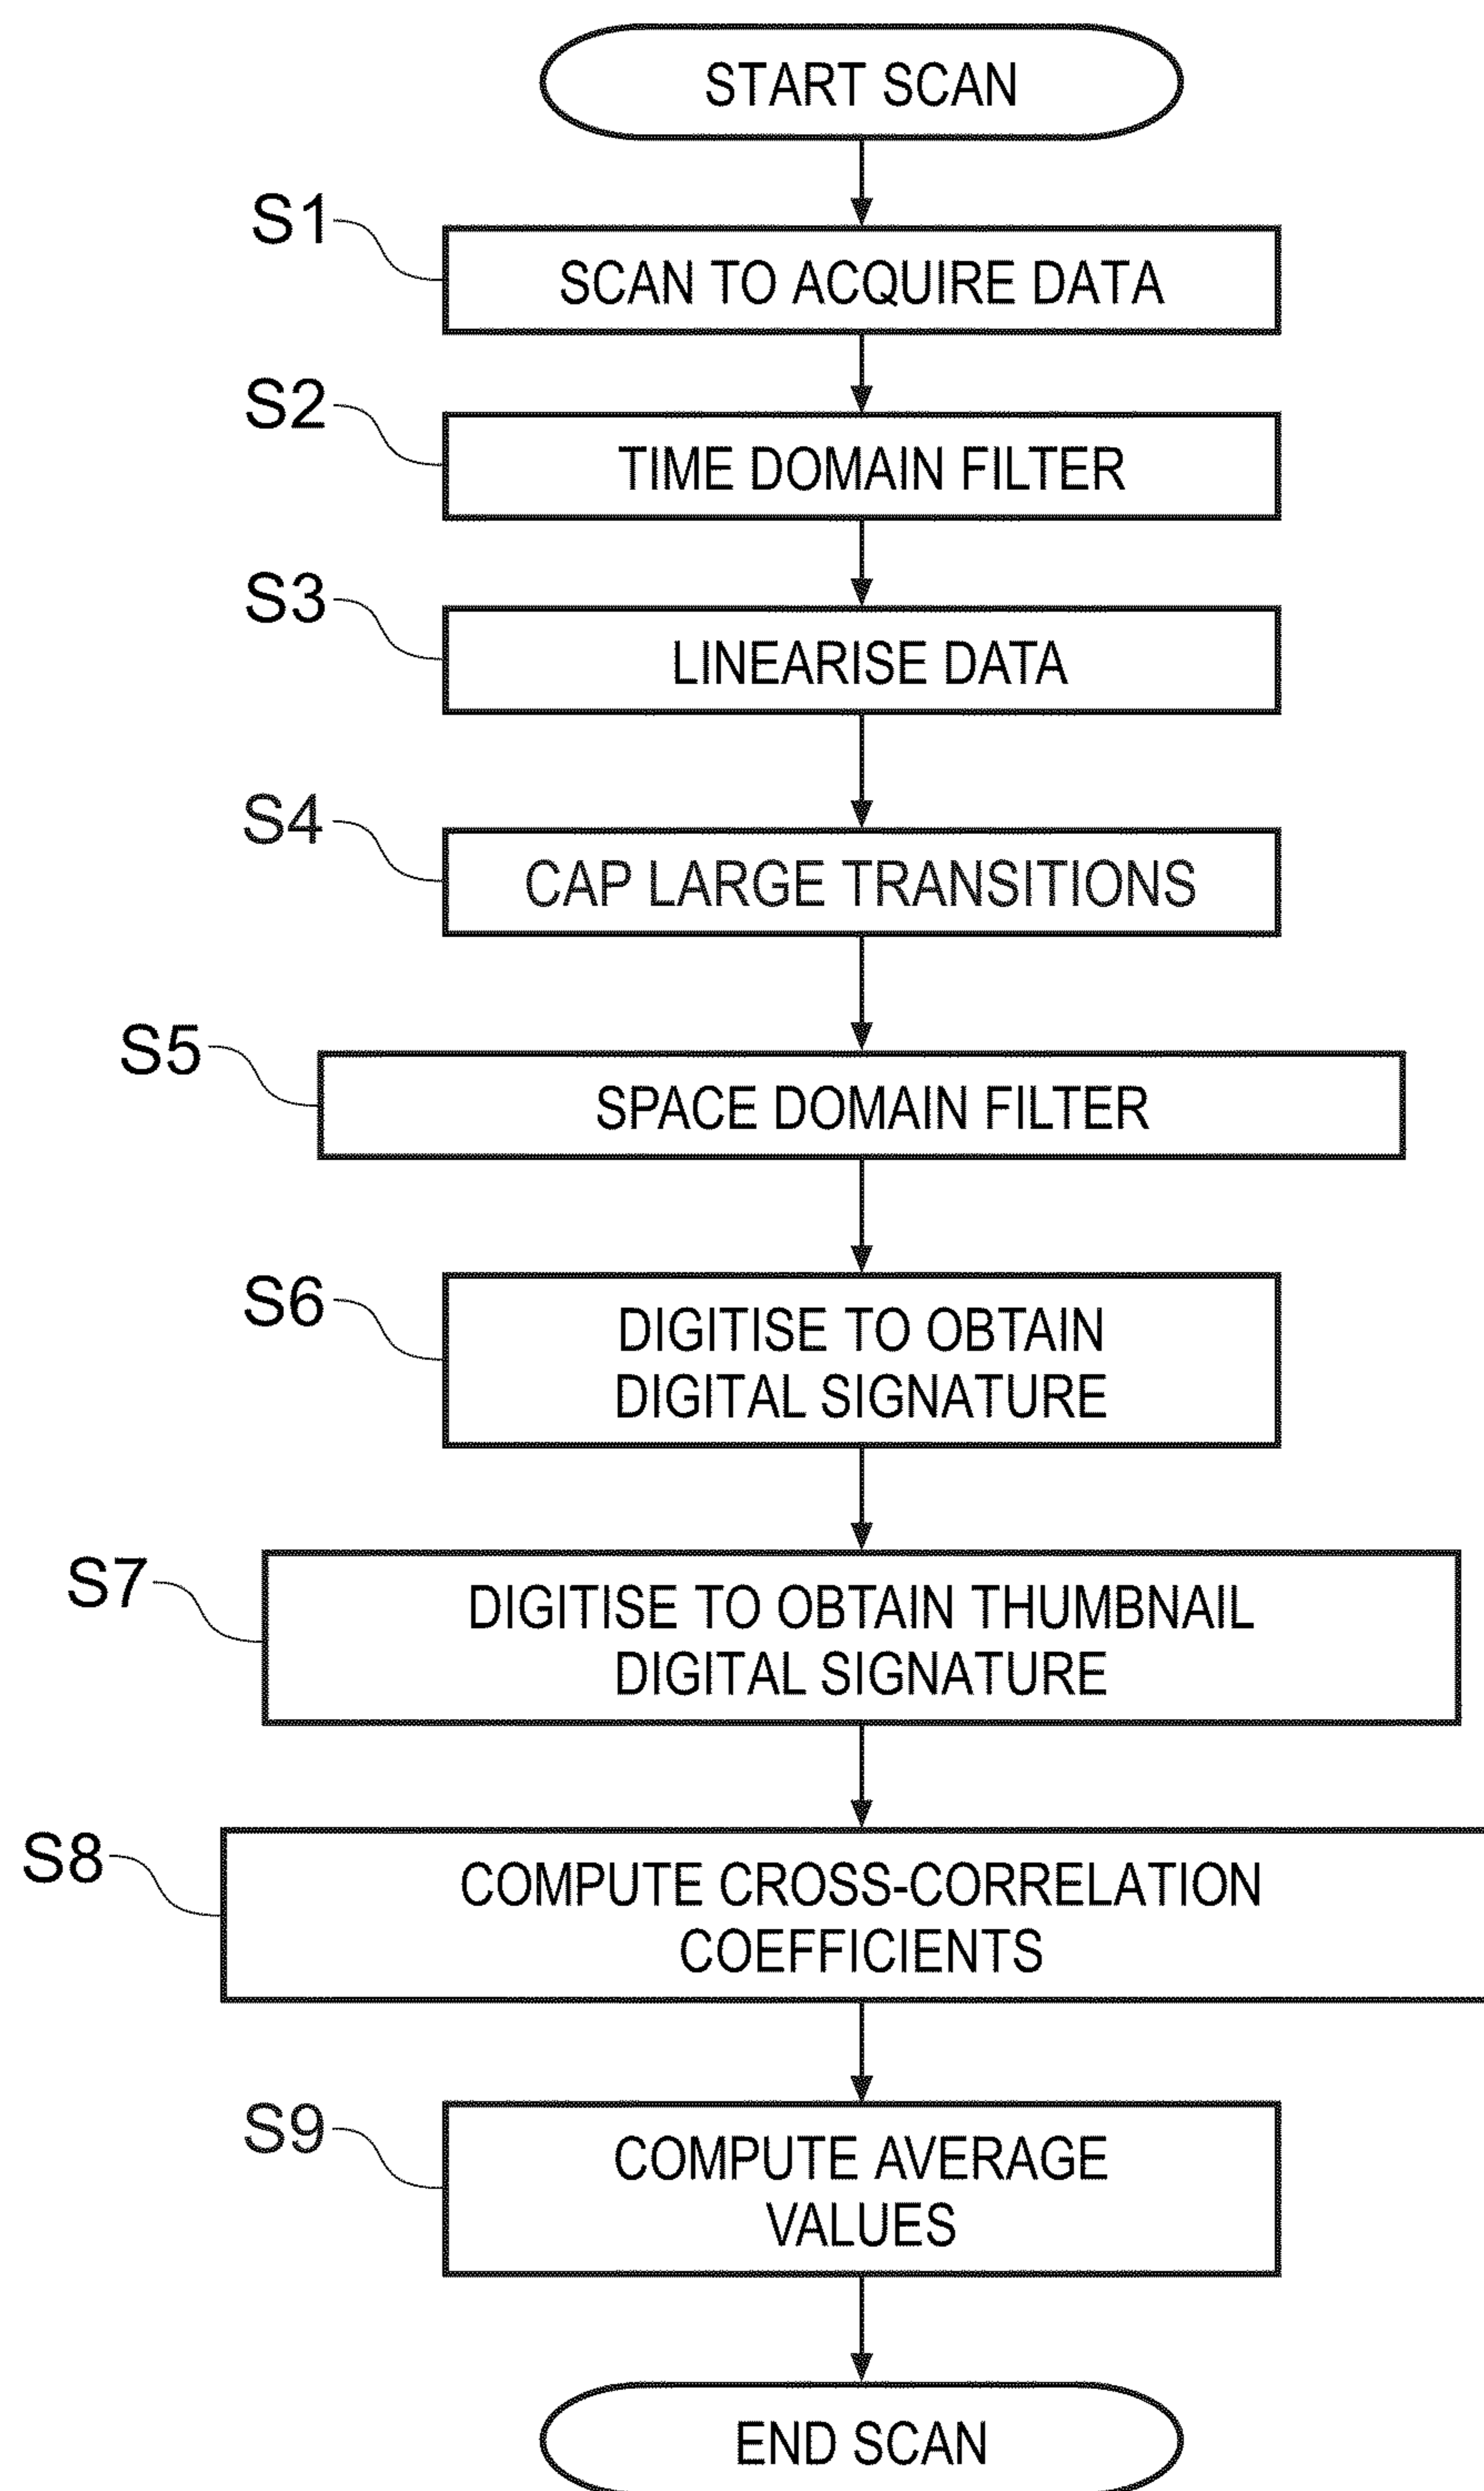 START SCAN
S1
SCAN TO ACQUIRE DATA
S2
TIME DOMAIN FILTER
S3
LINEARISE DATA
S4
CAP LARGE TRANSITIONS
S5
SPACE DOMAIN FILTER
S6
DIGITISE TO OBTAIN
DIGITAL SIGNATURE
S7
DIGITISE TO OBTAIN THUMBNAIL
DIGITAL SIGNATURE
S8
COMPUTE CROSS-CORRELATION
COEFFICIENTS
S9
COMPUTE AVERAGE
VALUES
END SCAN